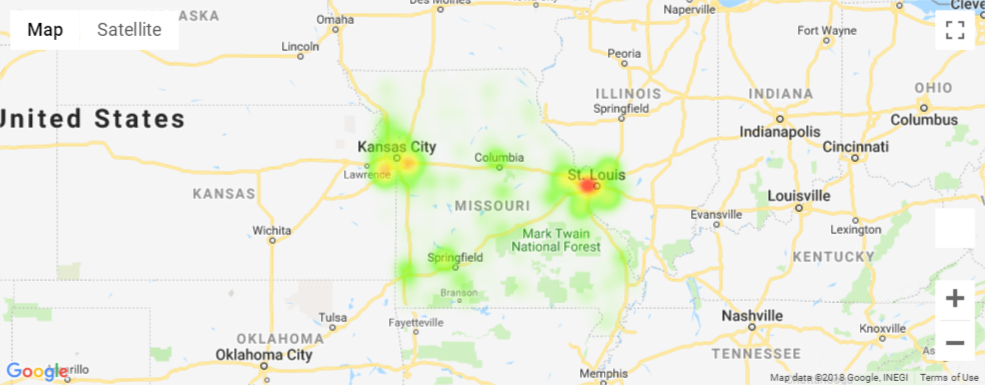 Map
Satellite
ASKA
Omaha
Des Moines
Naperville
Cleve
Lincoln
Peoria
Fort Wayne
ILLINOIS
INDIANA
OHIO
Springfield
Columbus
United States
Indianapolis
Kansas City
Columbia
Cincinnati
Lawrence
St. Louis
KANSAS
MISSOURI
Louisville
Evansville
Lexington
Wichita
Mark Twain
National Forest
KENTUCKY
Springfield
Branson
Nashville
Tulsa
Fayetteville
Knoxville
OKLAHOMA
Oklahoma City
TENNESSEE
As
Google
arillo
Memphis
Map data ©2018 Google, INEGI
Terms of Use